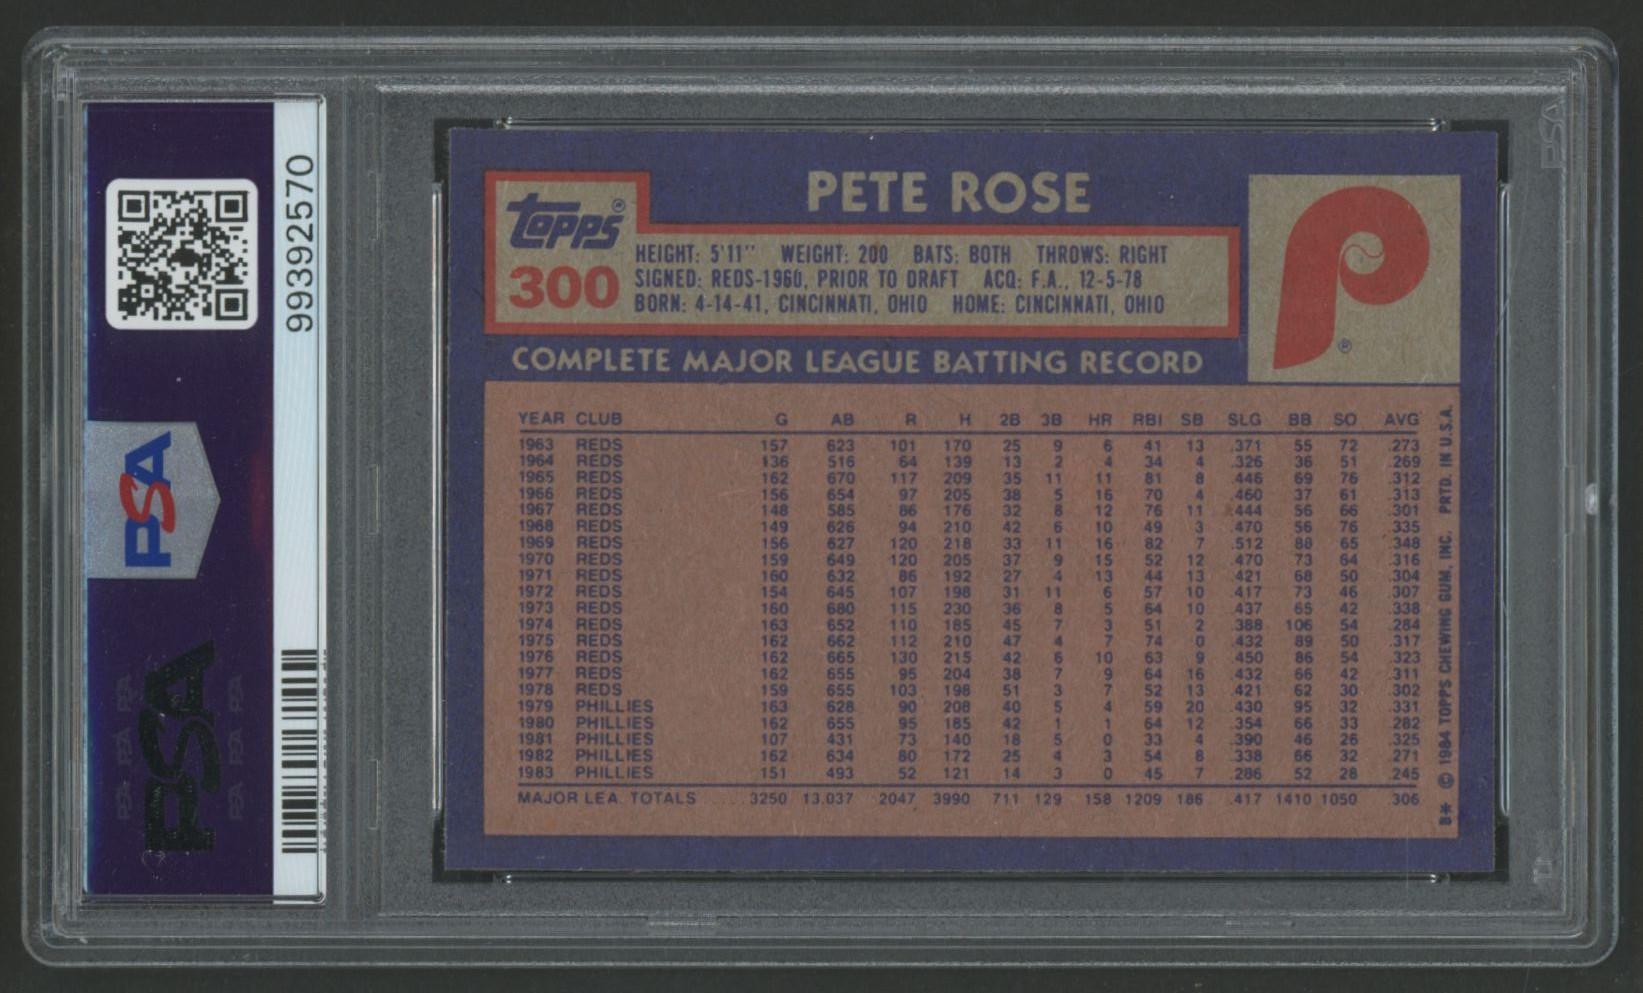 99392570
PSA
PSA
PETE ROSE
TOPPS®
300
HEIGHT: 5'11" WEIGHT: 200 BATS: BOTH THROWS: RIGHT
SIGNED: REDS-1960, PRIOR TO DRAFT ACQ: F.A., 12-5-78
BORN: 4-14-41, CINCINNATI, OHIO HOME: CINCINNATI, OHIO
P
®
COMPLETE MAJOR LEAGUE BATTING RECORD
YEAR CLUB G AB R H 2B 3B HR RBI SB SLG BB SO AVG
1963 REDS 157 623 101 170 25 9 6 41 13 .371 55 72 .273
1964 REDS 136 516 64 139 13 2 4 34 4 .326 36 51 .269
1965 REDS 162 670 117 209 35 11 11 81 8 .446 69 76 .312
1966 REDS 156 654 97 205 38 5 16 70 4 .460 37 61 .313
1967 REDS 148 585 86 176 32 8 12 76 11 .444 56 66 .301
1968 REDS 149 626 94 210 42 6 10 49 3 .470 56 76 .335
1969 REDS 156 627 120 218 33 11 16 82 7 .512 88 65 .348
1970 REDS 159 649 120 205 37 9 15 52 12 .470 73 64 .316
1971 REDS 160 632 86 192 27 4 13 44 13 .421 68 50 .304
1972 REDS 154 645 107 198 31 11 6 57 10 .417 73 46 .307
1973 REDS 160 680 115 230 36 8 5 64 10 .437 65 42 .338
1974 REDS 163 652 110 185 45 7 3 51 2 .388 106 54 .284
1975 REDS 162 662 112 210 47 4 7 74 0 .432 89 50 .317
1976 REDS 162 665 130 215 42 6 10 63 9 .450 86 54 .323
1977 REDS 162 655 95 204 38 7 9 64 16 .432 66 42 .311
1978 REDS 159 655 103 198 51 3 7 52 13 .421 62 30 .302
1979 PHILLIES 163 628 90 208 40 5 4 59 20 .430 95 32 .331
1980 PHILLIES 162 655 95 185 42 1 1 64 12 .354 66 33 .282
1981 PHILLIES 107 431 73 140 18 5 0 33 4 .390 46 26 .325
1982 PHILLIES 162 634 80 172 25 4 3 54 8 .338 66 32 .271
1983 PHILLIES 151 493 52 121 14 3 0 45 7 .286 52 28 .245
MAJOR LEA. TOTALS ..... 3250 13,037 2047 3990 711 129 158 1209 186 .417 1410 1050 .306
B* © 1984 TOPPS CHEWING GUM, INC. PRTD. IN U.S.A.
PSA